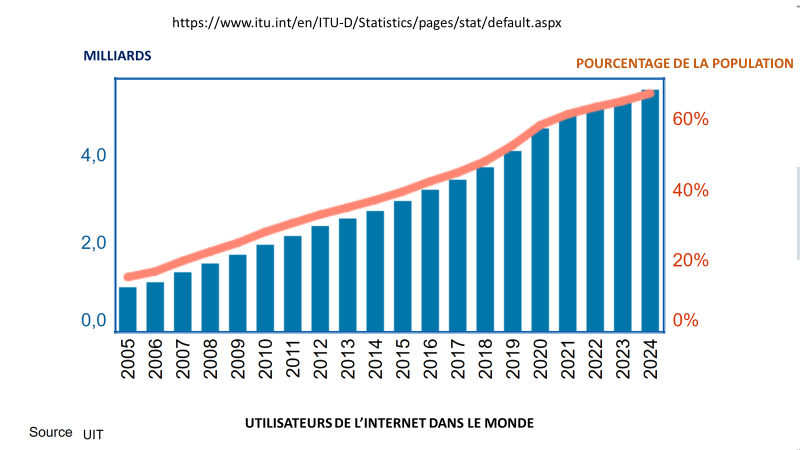 https://www.itu.int/en/ITU-D/Statistics/pages/stat/default.aspx
MILLIARDS
POURCENTAGE DE LA POPULATION
4,0
2,0
0,0
60%
40%
20%
0%
2005 2006 2007 2008 2009 2010 2011 2012 2013 2014 2015 2016 2017 2018 2019 2020 2021 2022 2023 2024
UTILISATEURS DE L’INTERNET DANS LE MONDE
Source UIT